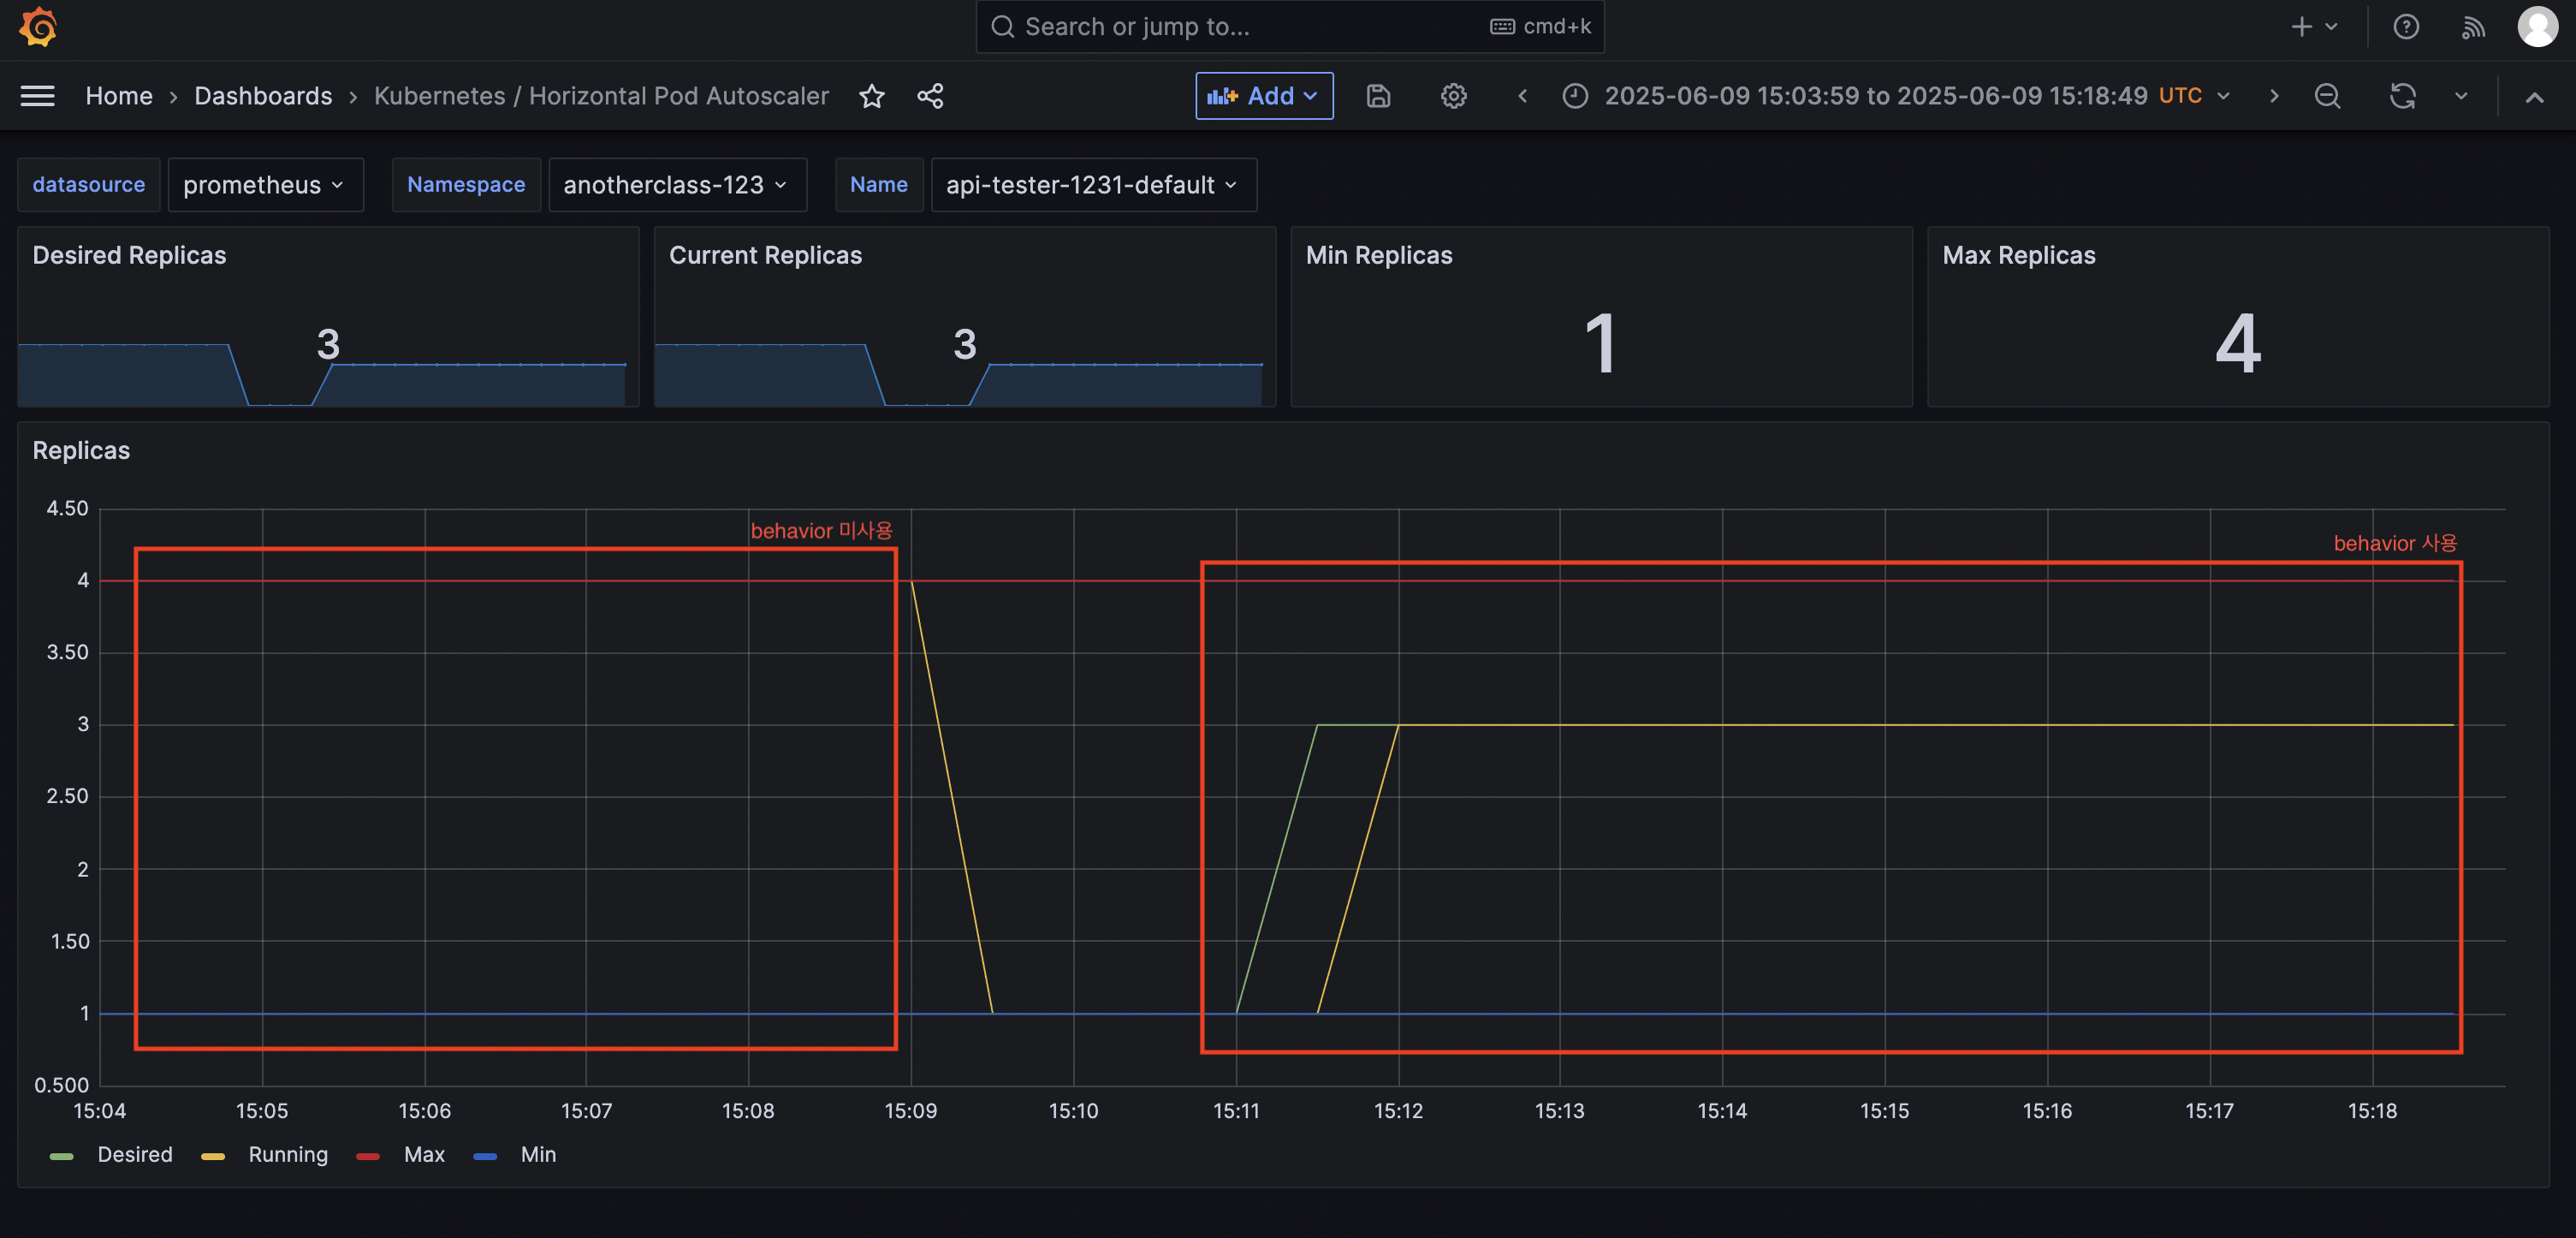 Search or jump to... cmd+k
Home › Dashboards › Kubernetes / Horizontal Pod Autoscaler Add 2025-06-09 15:03:59 to 2025-06-09 15:18:49 UTC
datasource prometheus Namespace anotherclass-123 Name api-tester-1231-default
Desired Replicas
3
Current Replicas
3
Min Replicas
1
Max Replicas
4
Replicas
behavior 미사용
behavior 사용
4.50
4
3.50
3
2.50
2
1.50
1
0.500
15:04 15:05 15:06 15:07 15:08 15:09 15:10 15:11 15:12 15:13 15:14 15:15 15:16 15:17 15:18
Desired Running Max Min